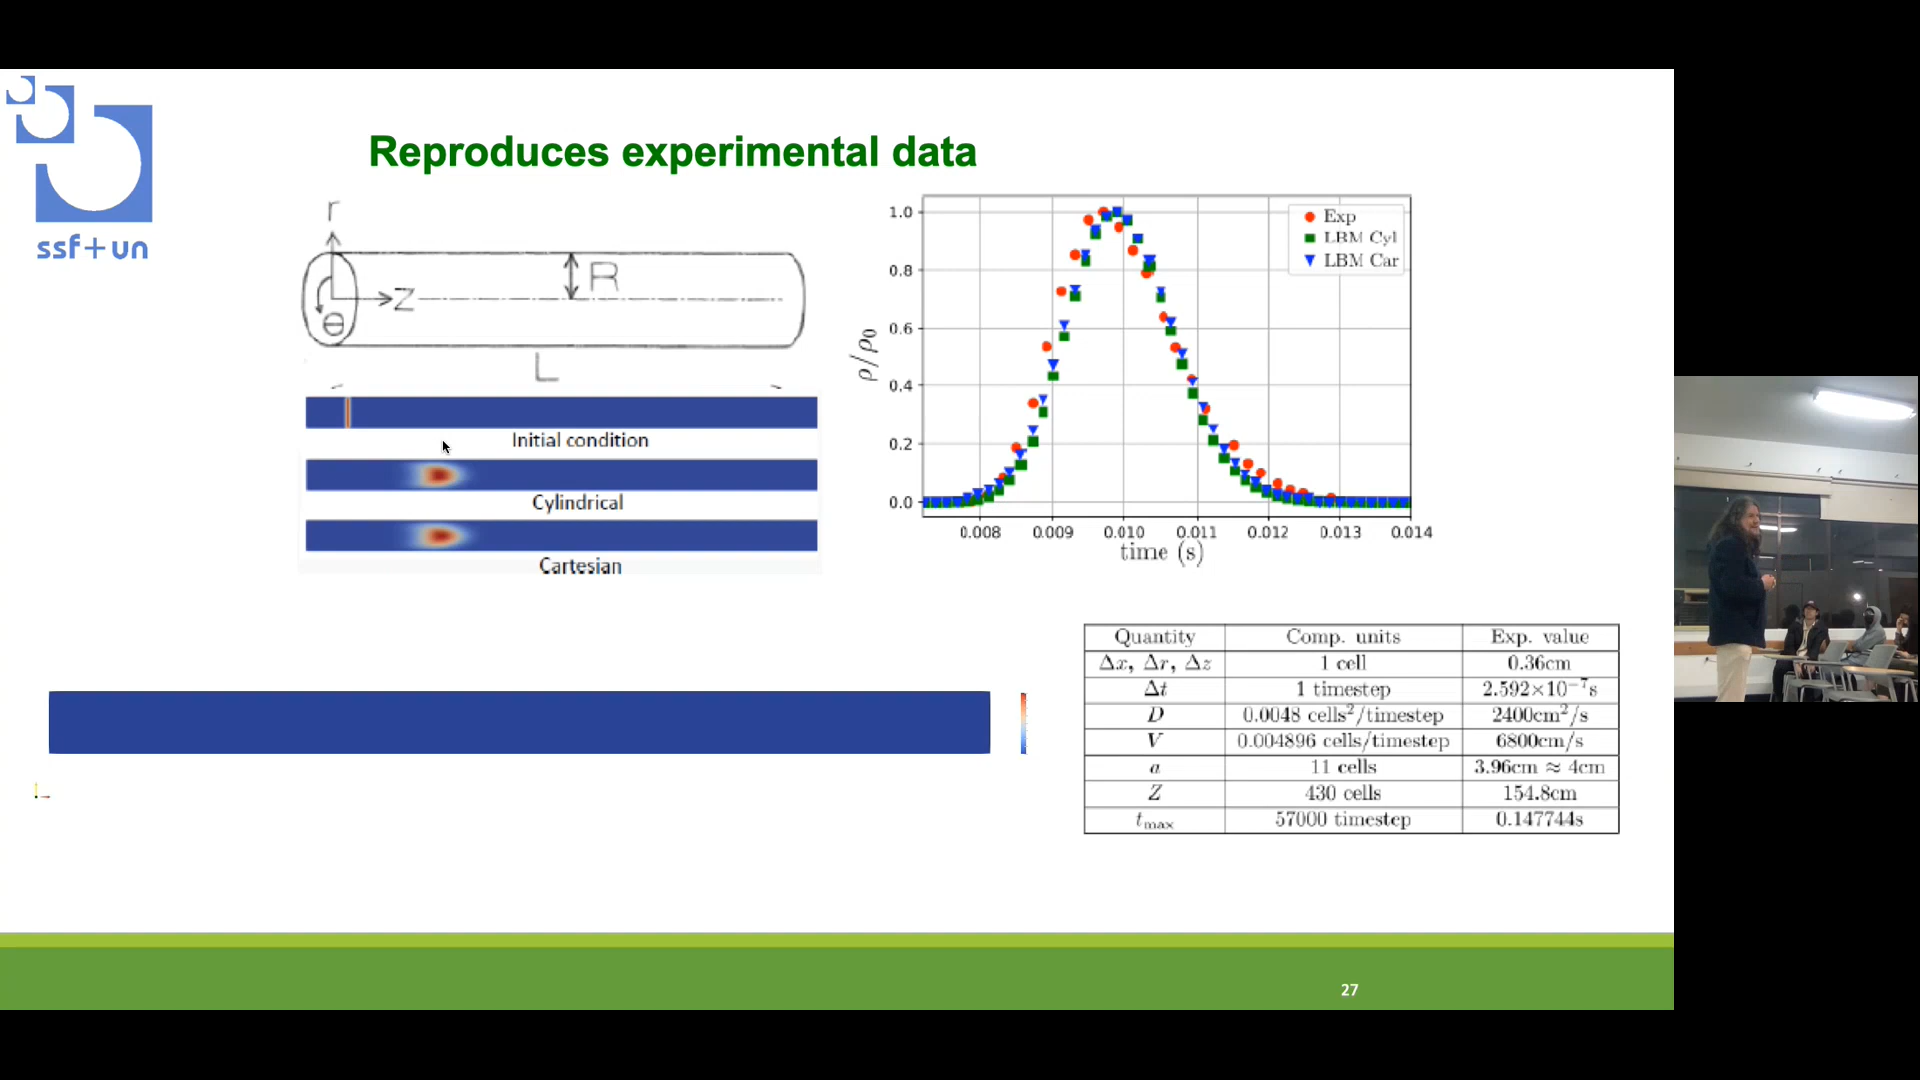 ssf+un
Reproduces experimental data
r
R
Z
θ
L
Initial condition
Cylindrical
Cartesian
1.0
0.8
0.6
0.4
0.2
0.0
ρ/ρ₀
Exp
LBM Cyl
LBM Car
0.008 0.009 0.010 0.011 0.012 0.013 0.014
time (s)
Quantity Comp. units Exp. value
Δx, Δr, Δz 1 cell 0.36cm
Δt 1 timestep 2.592×10⁻⁷s
D 0.0048 cells²/timestep 2400cm²/s
V 0.004896 cells/timestep 6800cm/s
a 11 cells 3.96cm ≈ 4cm
Z 430 cells 154.8cm
tmax 57000 timestep 0.147744s
27